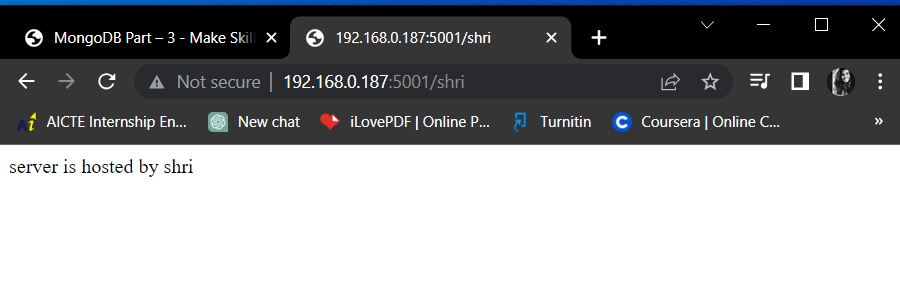 MongoDB Part – 3 - Make Skill
192.168.0.187:5001/shri
Not secure | 192.168.0.187:5001/shri
AICTE Internship En...
New chat
iLovePDF | Online P...
Turnitin
Coursera | Online C...
»
server is hosted by shri